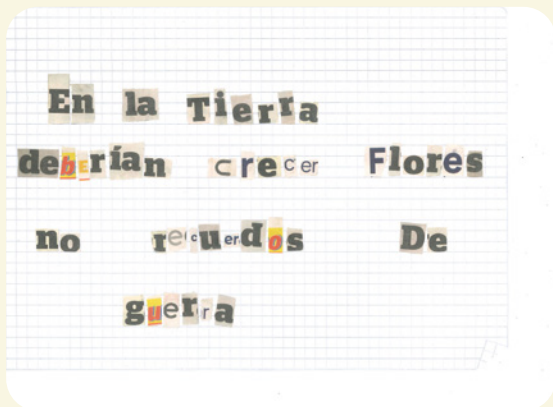 En la Tierra
deberían crecer Flores
no recuerdos De
guerra